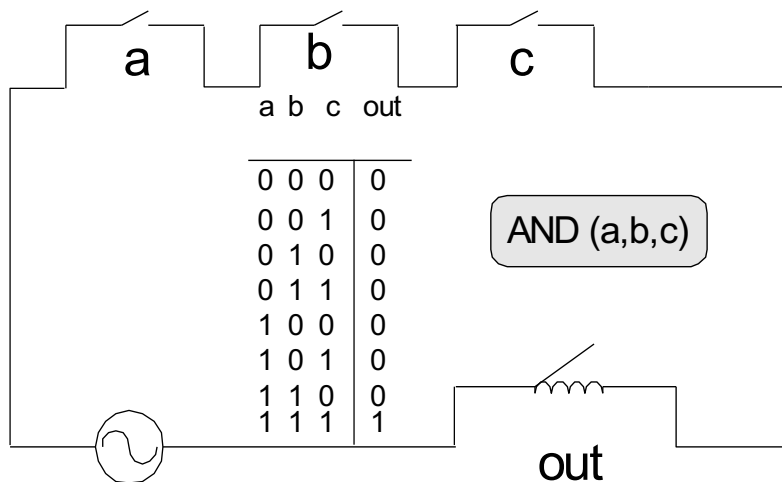 a b c
a b c out
0 0 0 0
0 0 1 0
0 1 0 0
0 1 1 0
1 0 0 0
1 0 1 0
1 1 0 0
1 1 1 1
AND (a,b,c)
out